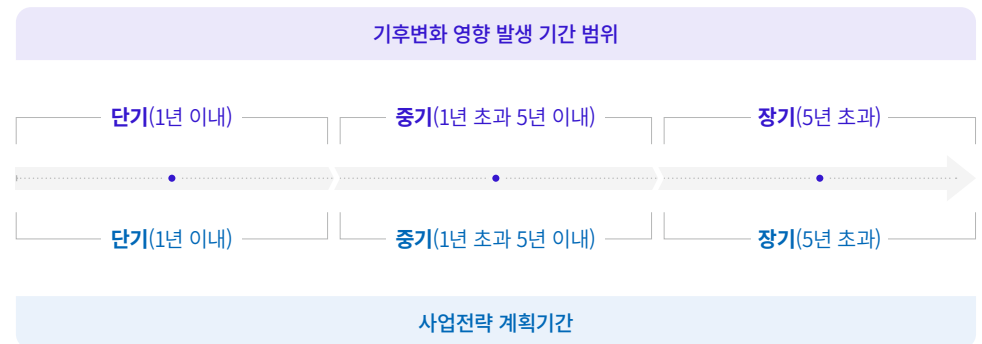 기후변화 영향 발생 기간 범위
단기(1년 이내) 중기(1년 초과 5년 이내) 장기(5년 초과)
단기(1년 이내) 중기(1년 초과 5년 이내) 장기(5년 초과)
사업전략 계획기간